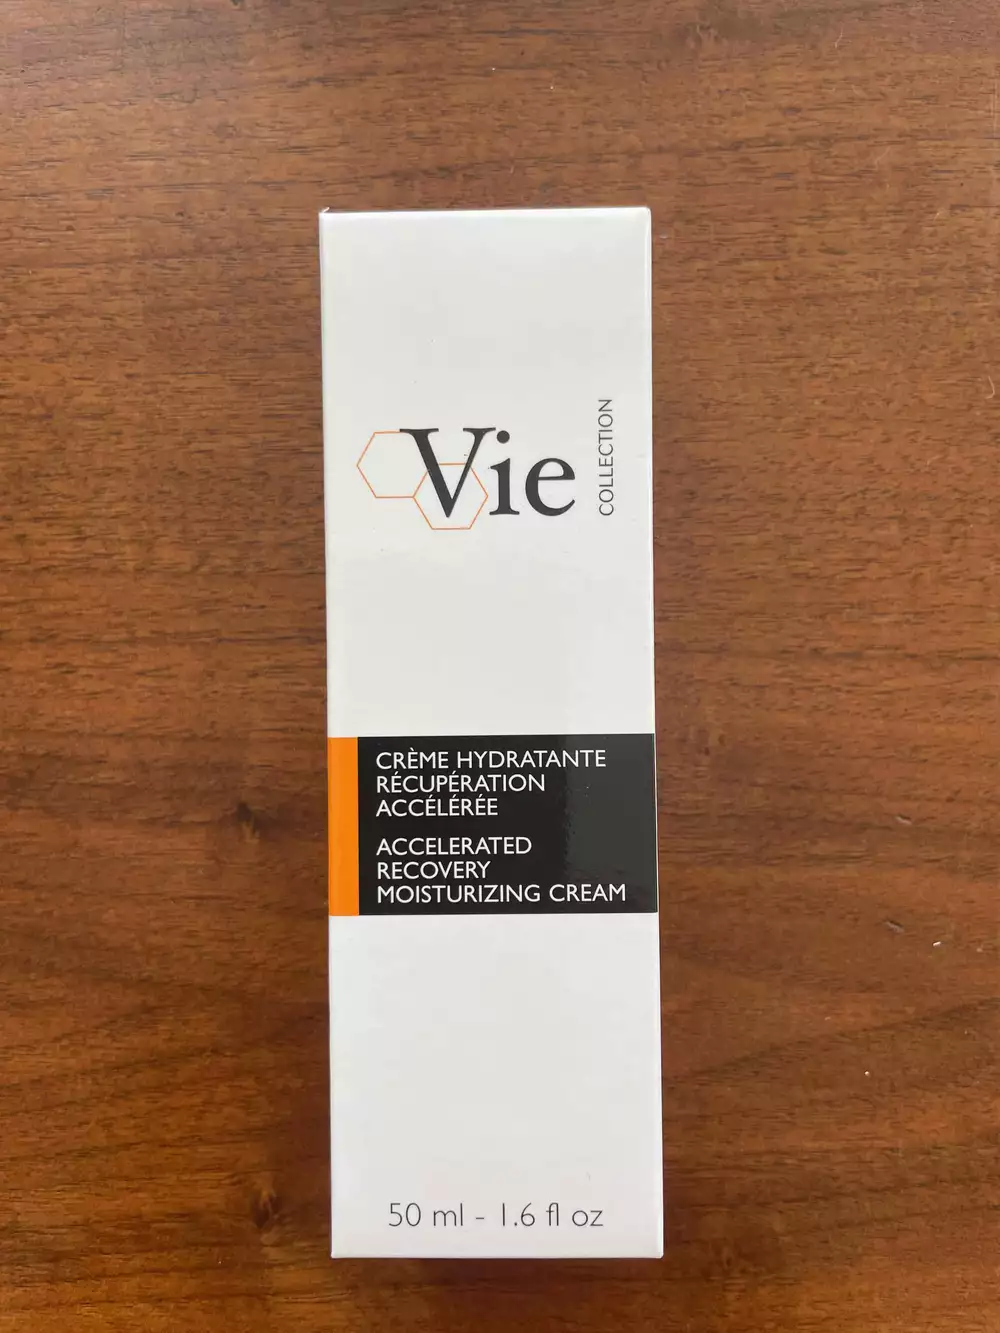 Vie
COLLECTION
CRÈME HYDRATANTE
RÉCUPÉRATION
ACCÉLÉRÉE
ACCELERATED
RECOVERY
MOISTURIZING CREAM
50 ml - 1.6 fl oz